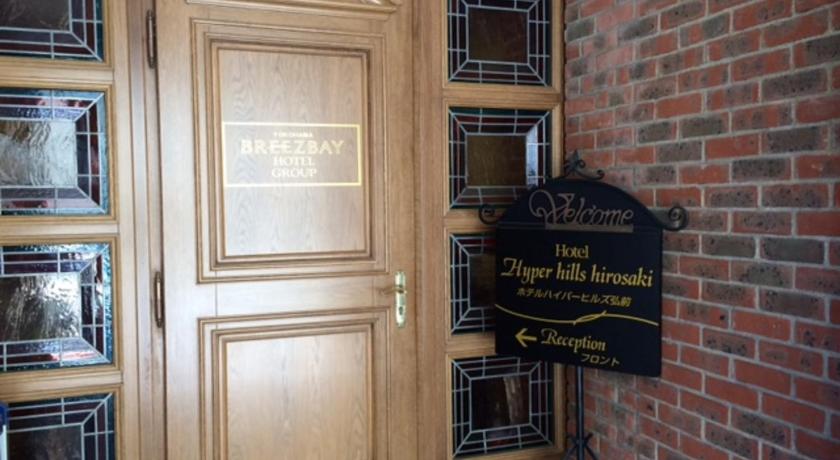 YOKOHAMA
BREEZBAY
HOTEL
GROUP
Welcome
Hotel
Hyper hills hirosaki
ホテルハイパーヒルズ弘前
← Reception
フロント